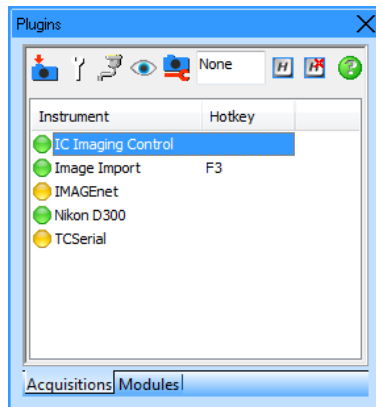 Plugins
None
H H
Instrument Hotkey
IC Imaging Control
Image Import F3
IMAGEnet
Nikon D300
TCSerial
Acquisitions Modules